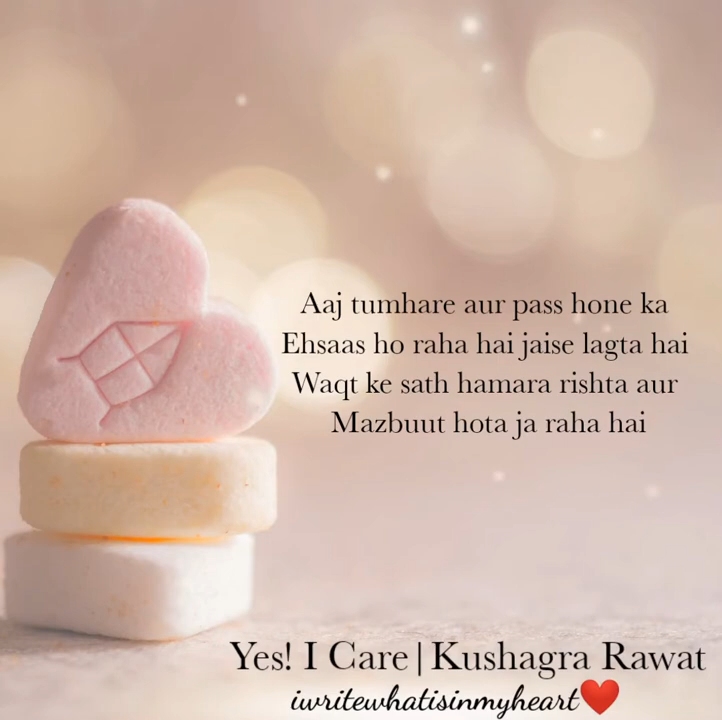 Aaj tumhare aur pass hone ka
Ehsaas ho raha hai jaise lagta hai
Waqt ke sath hamara rishta aur
Mazbuut hota ja raha hai
Yes! I Care|Kushagra Rawat
iwritewhatisinmyheart❤️